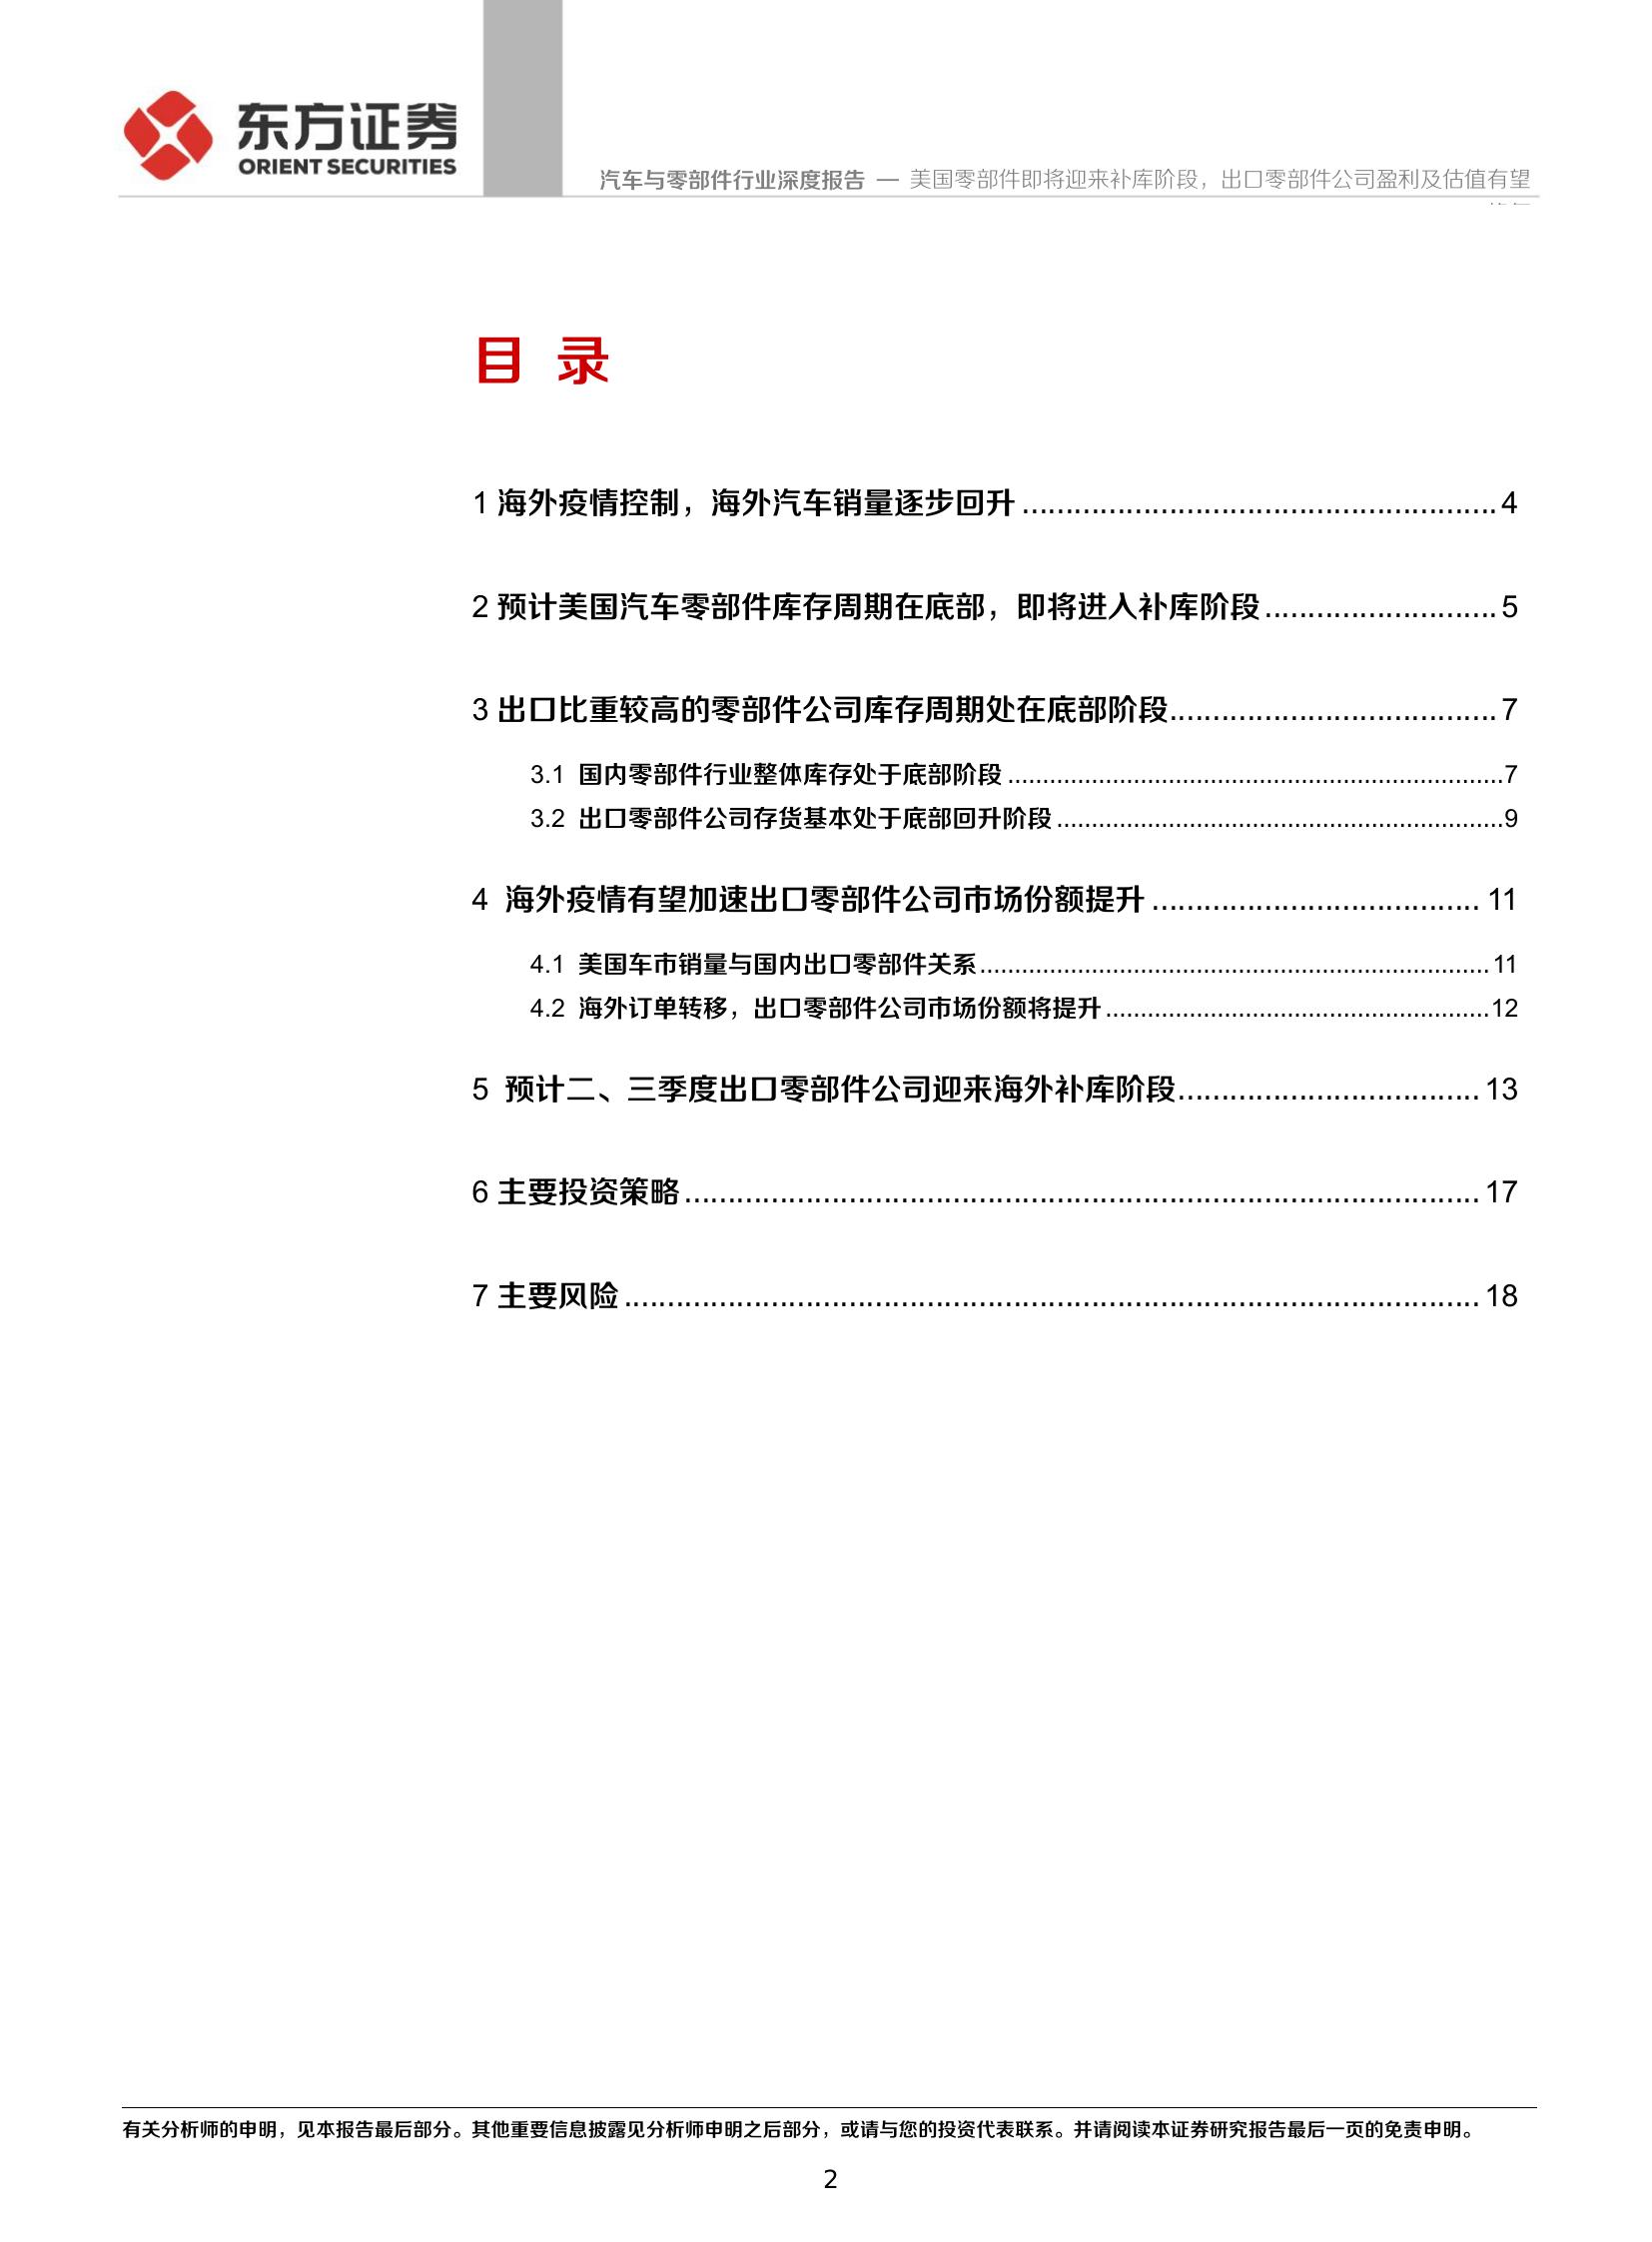 东方证券
ORIENT SECURITIES
汽车与零部件行业深度报告 — 美国零部件即将迎来补库阶段，出口零部件公司盈利及估值有望
目 录
1 海外疫情控制，海外汽车销量逐步回升 ........................................................ 4
2 预计美国汽车零部件库存周期在底部，即将进入补库阶段 ........................... 5
3 出口比重较高的零部件公司库存周期处在底部阶段 ...................................... 7
3.1 国内零部件行业整体库存处于底部阶段 ....................................................................... 7
3.2 出口零部件公司存货基本处于底部回升阶段 ................................................................ 9
4 海外疫情有望加速出口零部件公司市场份额提升 ...................................... 11
4.1 美国车市销量与国内出口零部件关系 ......................................................................... 11
4.2 海外订单转移，出口零部件公司市场份额将提升 ....................................................... 12
5 预计二、三季度出口零部件公司迎来海外补库阶段 ................................... 13
6 主要投资策略 ............................................................................................ 17
7 主要风险 ................................................................................................... 18
有关分析师的申明，见本报告最后部分。其他重要信息披露见分析师申明之后部分，或请与您的投资代表联系。并请阅读本证券研究报告最后一页的免责申明。
2